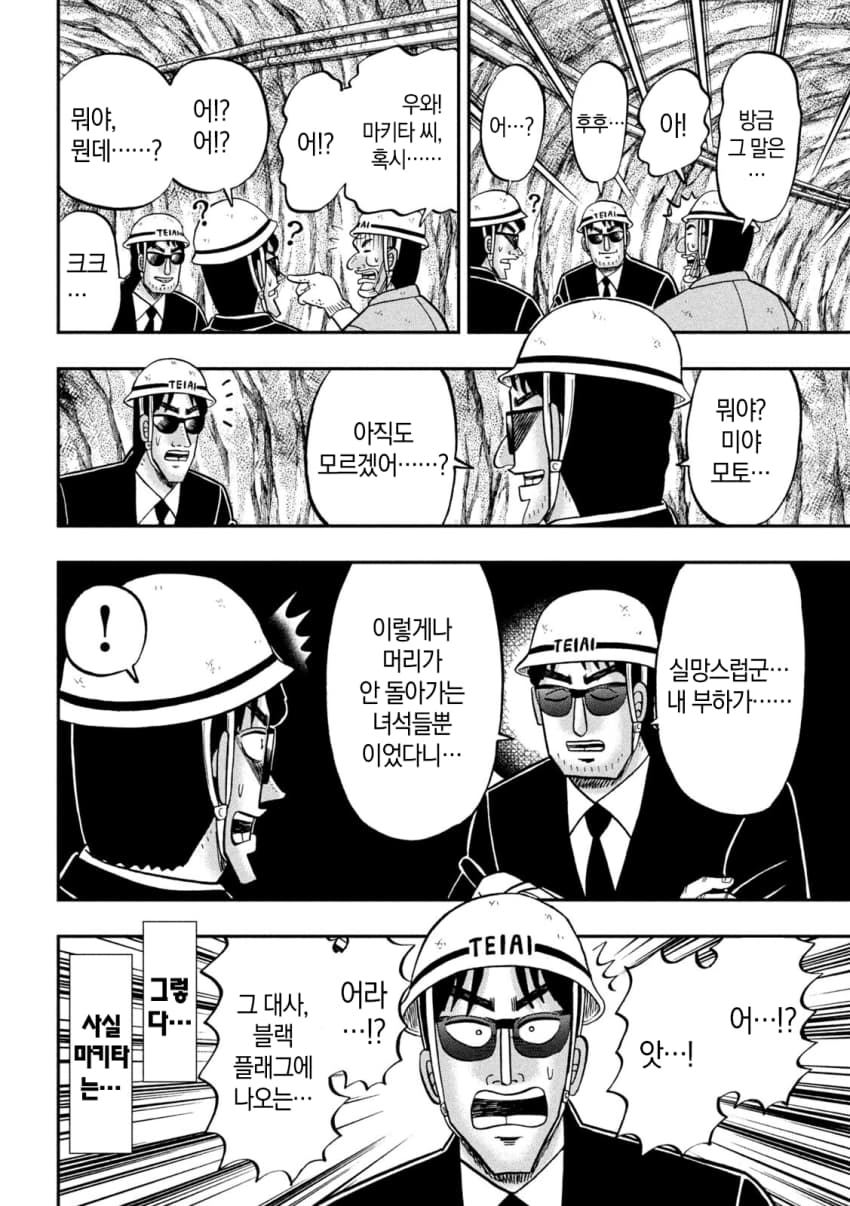 방금
그 말은
…
아!
후후…
어…?
TEIAI
우와!
마키타 씨,
혹시……
어!?
어!?
어!?
뭐야,
뭔데……?
?
?
?
TEIAI
크크
…
뭐야?
미야
모토…
아직도
모르겠어……?
TEIAI
실망스럽군…
내 부하가……
TEIAI
이렇게나
머리가
안 돌아가는
녀석들뿐
이었다니…
!
어…!?
앗…!
TEIAI
어라
…!?
그 대사,
블랙
플래그에
나오는…
그렇
다…
사실
마키타
는…